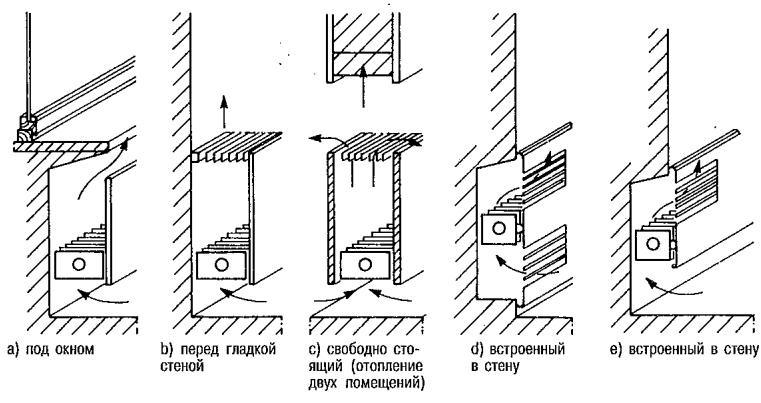 a) под окном
b) перед гладкой
стеной
c) свободно сто-
ящий (отопление
двух помещений)
d) встроенный
в стену
e) встроенный в стену